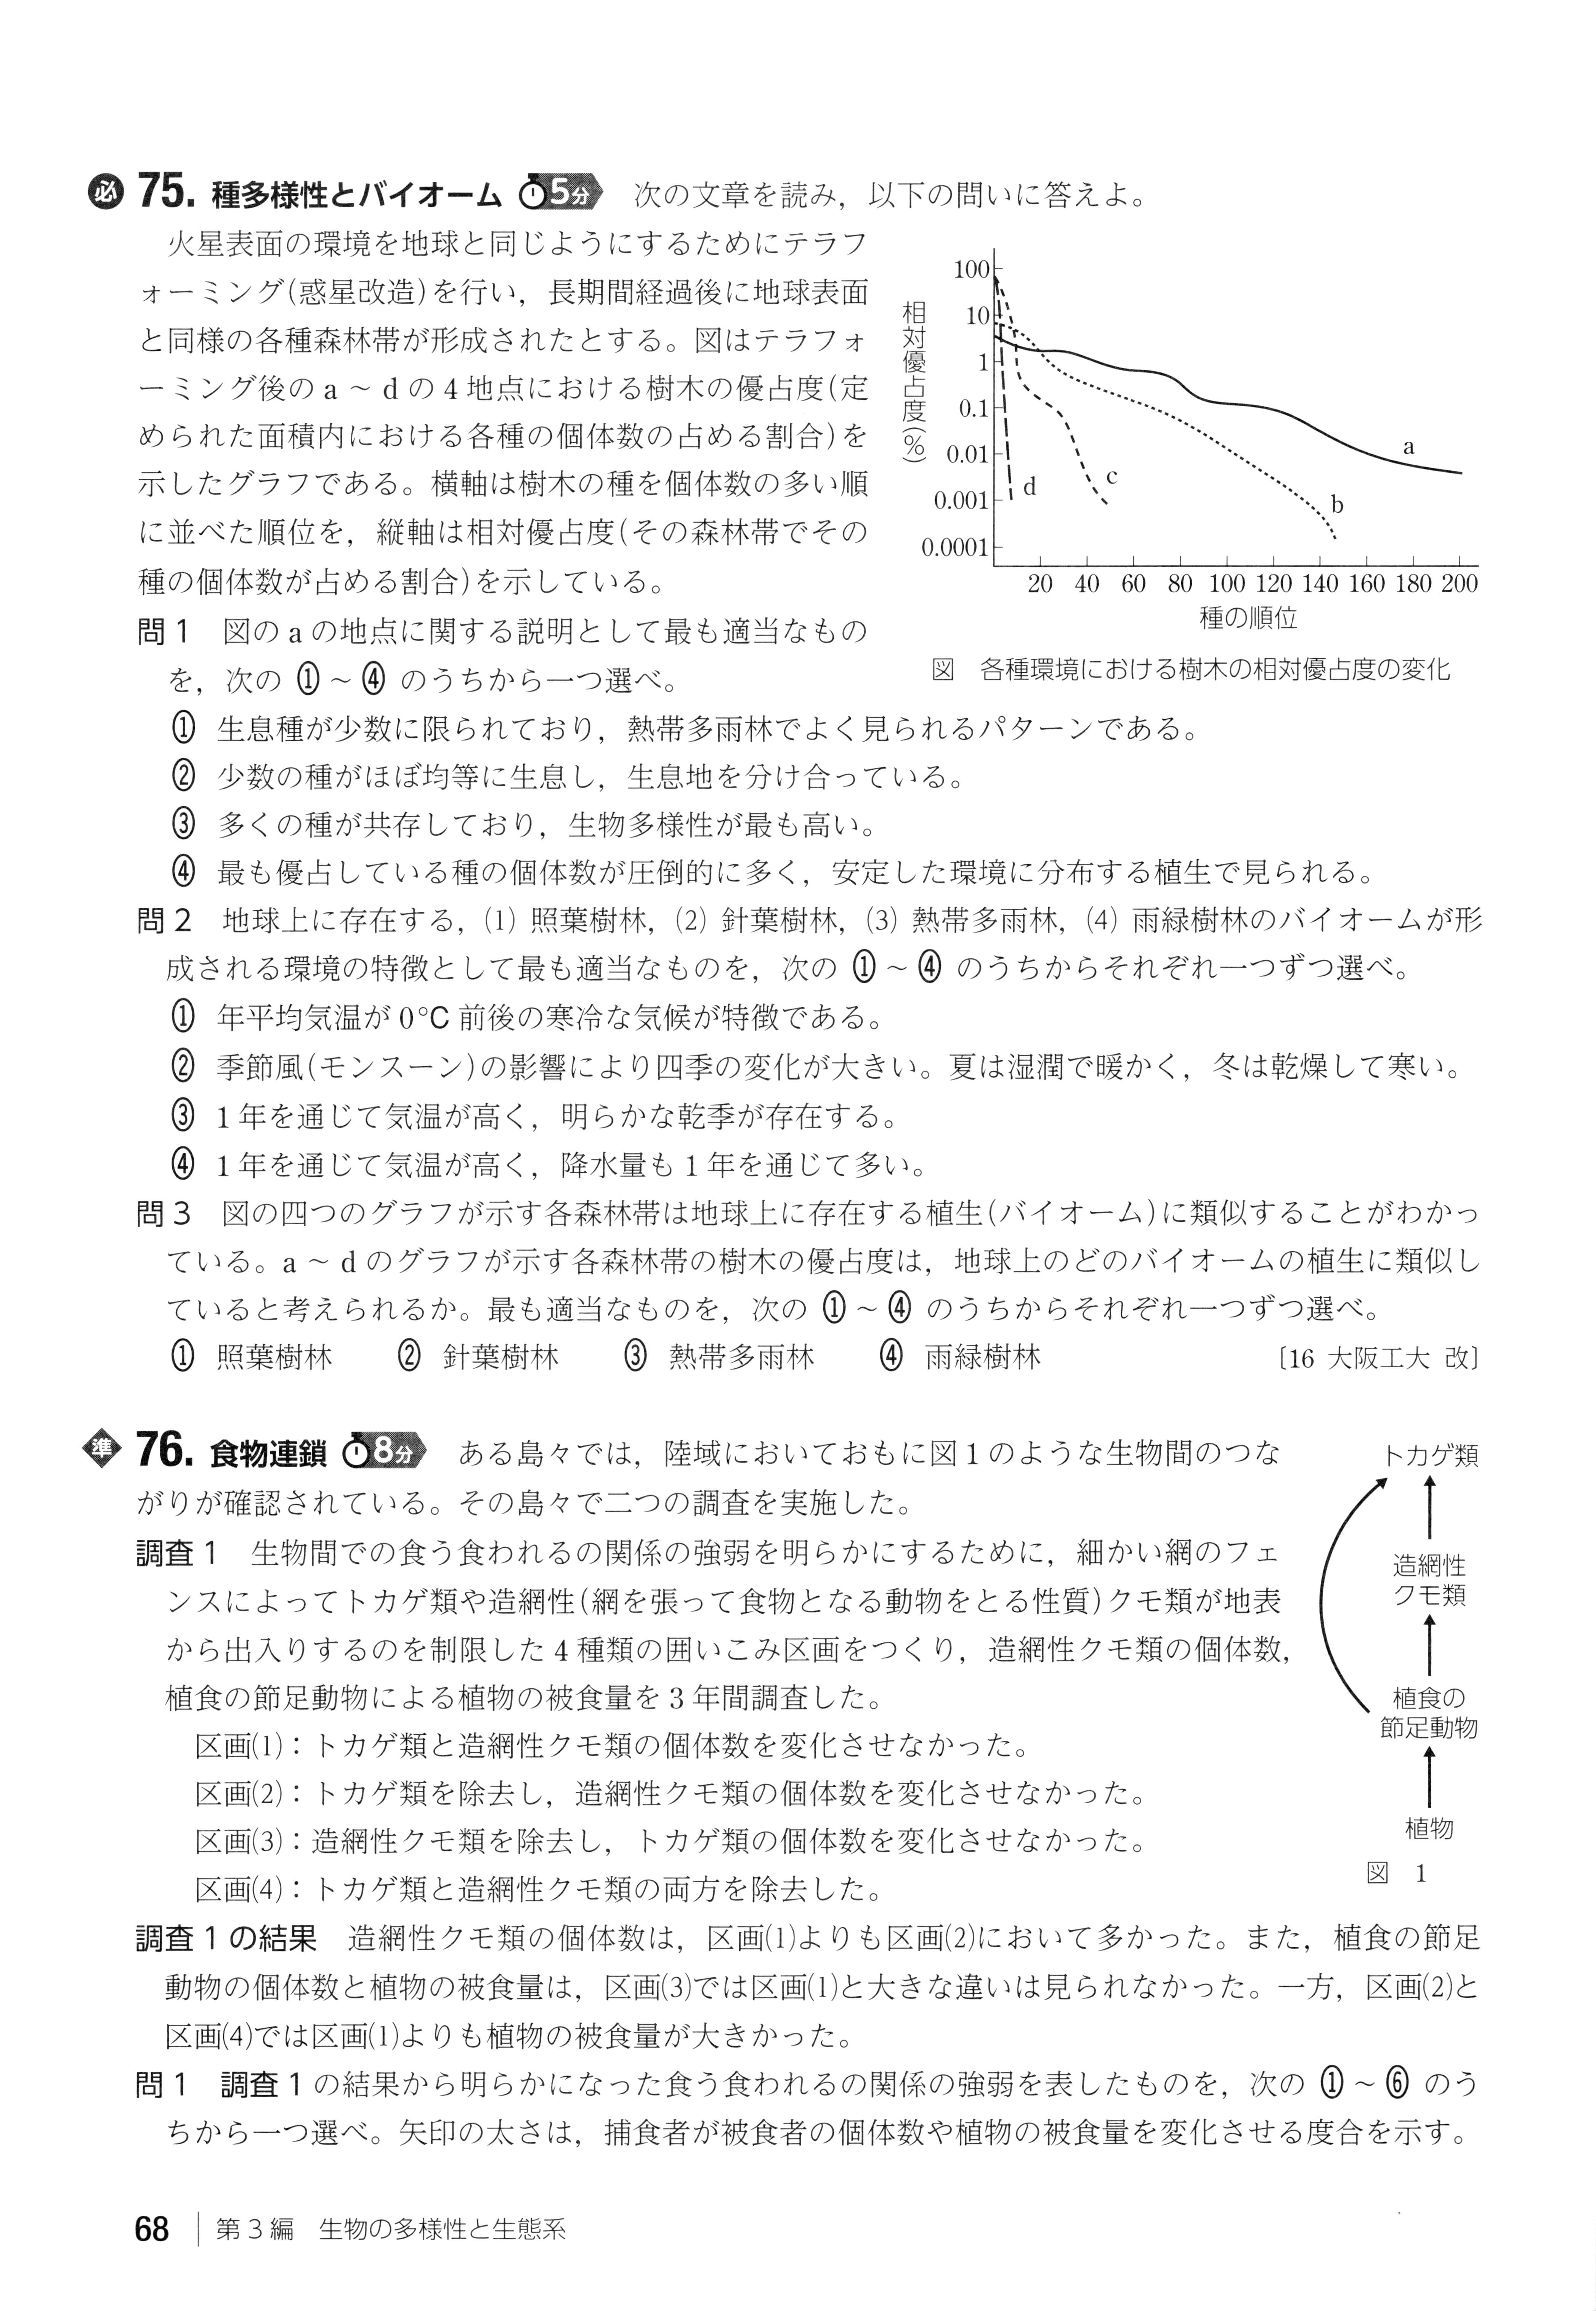 必 75. 種多様性とバイオーム 5分 次の文章を読み，以下の問いに答えよ。
火星表面の環境を地球と同じようにするためにテラフ
ォーミング(惑星改造)を行い，長期間経過後に地球表面
と同様の各種森林帯が形成されたとする。図はテラフォ
ーミング後の a ～ d の 4 地点における樹木の優占度(定
められた面積内における各種の個体数の占める割合)を
示したグラフである。横軸は樹木の種を個体数の多い順
に並べた順位を，縦軸は相対優占度(その森林帯でその
種の個体数が占める割合)を示している。
相対優占度(%)
100
10
1
0.1
0.01
0.001
0.0001
a
b
c
d
20 40 60 80 100 120 140 160 180 200
種の順位
図 各種環境における樹木の相対優占度の変化
問1 図の a の地点に関する説明として最も適当なもの
を，次の ① ～ ④ のうちから一つ選べ。
① 生息種が少数に限られており，熱帯多雨林でよく見られるパターンである。
② 少数の種がほぼ均等に生息し，生息地を分け合っている。
③ 多くの種が共存しており，生物多様性が最も高い。
④ 最も優占している種の個体数が圧倒的に多く，安定した環境に分布する植生で見られる。
問2 地球上に存在する，(1) 照葉樹林，(2) 針葉樹林，(3) 熱帯多雨林，(4) 雨緑樹林のバイオームが形
成される環境の特徴として最も適当なものを，次の ① ～ ④ のうちからそれぞれ一つずつ選べ。
① 年平均気温が 0℃ 前後の寒冷な気候が特徴である。
② 季節風(モンスーン)の影響により四季の変化が大きい。夏は湿潤で暖かく，冬は乾燥して寒い。
③ 1 年を通じて気温が高く，明らかな乾季が存在する。
④ 1 年を通じて気温が高く，降水量も 1 年を通じて多い。
問3 図の四つのグラフが示す各森林帯は地球上に存在する植生(バイオーム)に類似することがわかっ
ている。a ～ d のグラフが示す各森林帯の樹木の優占度は，地球上のどのバイオームの植生に類似し
ていると考えられるか。最も適当なものを，次の ① ～ ④ のうちからそれぞれ一つずつ選べ。
① 照葉樹林 ② 針葉樹林 ③ 熱帯多雨林 ④ 雨緑樹林 〔16 大阪工大 改〕
準 76. 食物連鎖 8分 ある島々では，陸域においておもに図 1 のような生物間のつな
がりが確認されている。その島々で二つの調査を実施した。
調査1 生物間での食う食われるの関係の強弱を明らかにするために，細かい網のフェ
ンスによってトカゲ類や造網性(網を張って食物となる動物をとる性質)クモ類が地表
から出入りするのを制限した 4 種類の囲いこみ区画をつくり，造網性クモ類の個体数，
植食の節足動物による植物の被食量を 3 年間調査した。
区画(1)：トカゲ類と造網性クモ類の個体数を変化させなかった。
区画(2)：トカゲ類を除去し，造網性クモ類の個体数を変化させなかった。
区画(3)：造網性クモ類を除去し，トカゲ類の個体数を変化させなかった。
区画(4)：トカゲ類と造網性クモ類の両方を除去した。
トカゲ類
造網性
クモ類
植食の
節足動物
植物
図 1
調査1の結果 造網性クモ類の個体数は，区画(1)よりも区画(2)において多かった。また，植食の節足
動物の個体数と植物の被食量は，区画(3)では区画(1)と大きな違いは見られなかった。一方，区画(2)と
区画(4)では区画(1)よりも植物の被食量が大きかった。
問1 調査1の結果から明らかになった食う食われるの関係の強弱を表したものを，次の ① ～ ⑥ のう
ちから一つ選べ。矢印の太さは，捕食者が被食者の個体数や植物の被食量を変化させる度合を示す。
68 第 3 編 生物の多様性と生態系